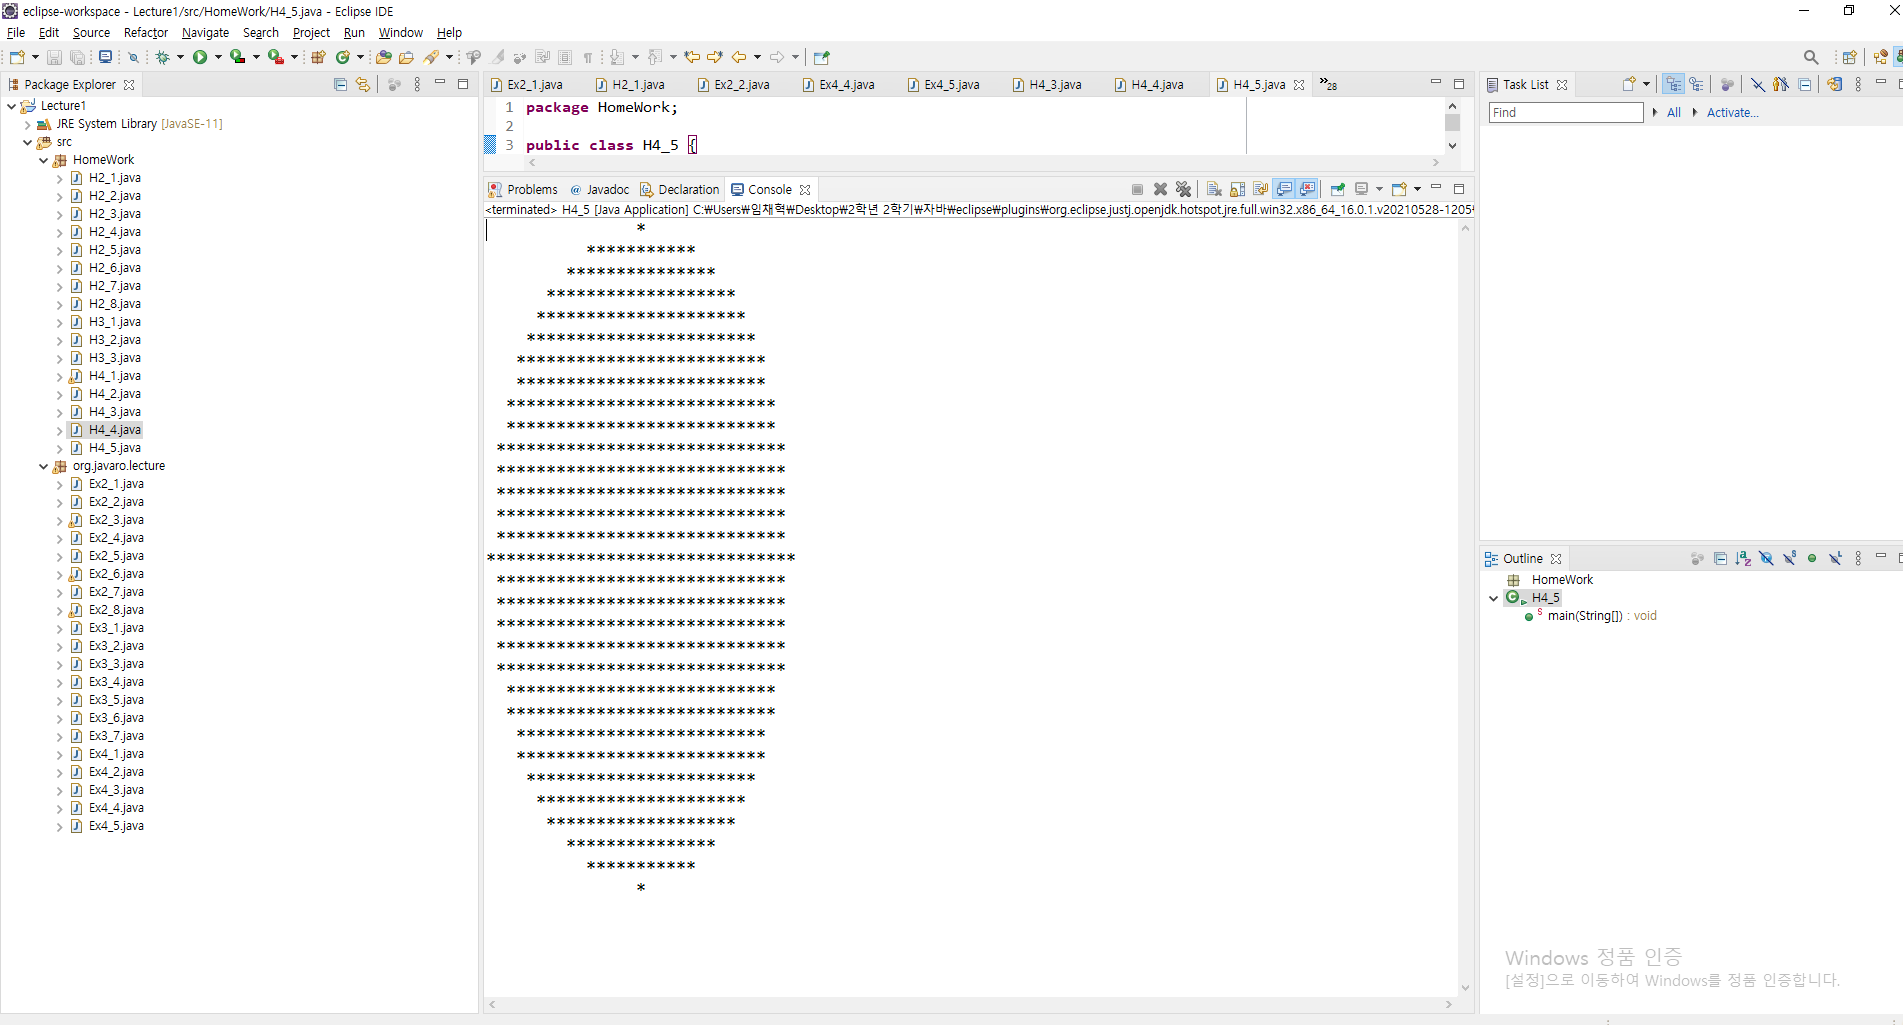 eclipse-workspace - Lecture1/src/HomeWork/H4_5.java - Eclipse IDE
File Edit Source Refactor Navigate Search Project Run Window Help
Package Explorer
Lecture1
JRE System Library [JavaSE-11]
src
HomeWork
H2_1.java
H2_2.java
H2_3.java
H2_4.java
H2_5.java
H2_6.java
H2_7.java
H2_8.java
H3_1.java
H3_2.java
H3_3.java
H4_1.java
H4_2.java
H4_3.java
H4_4.java
H4_5.java
org.javaro.lecture
Ex2_1.java
Ex2_2.java
Ex2_3.java
Ex2_4.java
Ex2_5.java
Ex2_6.java
Ex2_7.java
Ex2_8.java
Ex3_1.java
Ex3_2.java
Ex3_3.java
Ex3_4.java
Ex3_5.java
Ex3_6.java
Ex3_7.java
Ex4_1.java
Ex4_2.java
Ex4_3.java
Ex4_4.java
Ex4_5.java
Ex2_1.java H2_1.java Ex2_2.java Ex4_4.java Ex4_5.java H4_3.java H4_4.java H4_5.java »28
1 package HomeWork;
2
3 public class H4_5 {
Problems @ Javadoc Declaration Console
<terminated> H4_5 [Java Application] C:₩Users₩임채혁₩Desktop₩2학년 2학기₩자바₩eclipse₩plugins₩org.eclipse.justj.openjdk.hotspot.jre.full.win32.x86_64_16.0.1.v20210528-1205₩
               *
          ***********
        ***************
      *******************
     *********************
    ***********************
   *************************
   *************************
  ***************************
  ***************************
 *****************************
 *****************************
 *****************************
 *****************************
 *****************************
*******************************
 *****************************
 *****************************
 *****************************
 *****************************
 *****************************
  ***************************
  ***************************
   *************************
   *************************
    ***********************
     *********************
      *******************
        ***************
          ***********
               *
Task List
Find All Activate...
Outline
HomeWork
H4_5
main(String[]) : void
Windows 정품 인증
[설정]으로 이동하여 Windows를 정품 인증합니다.